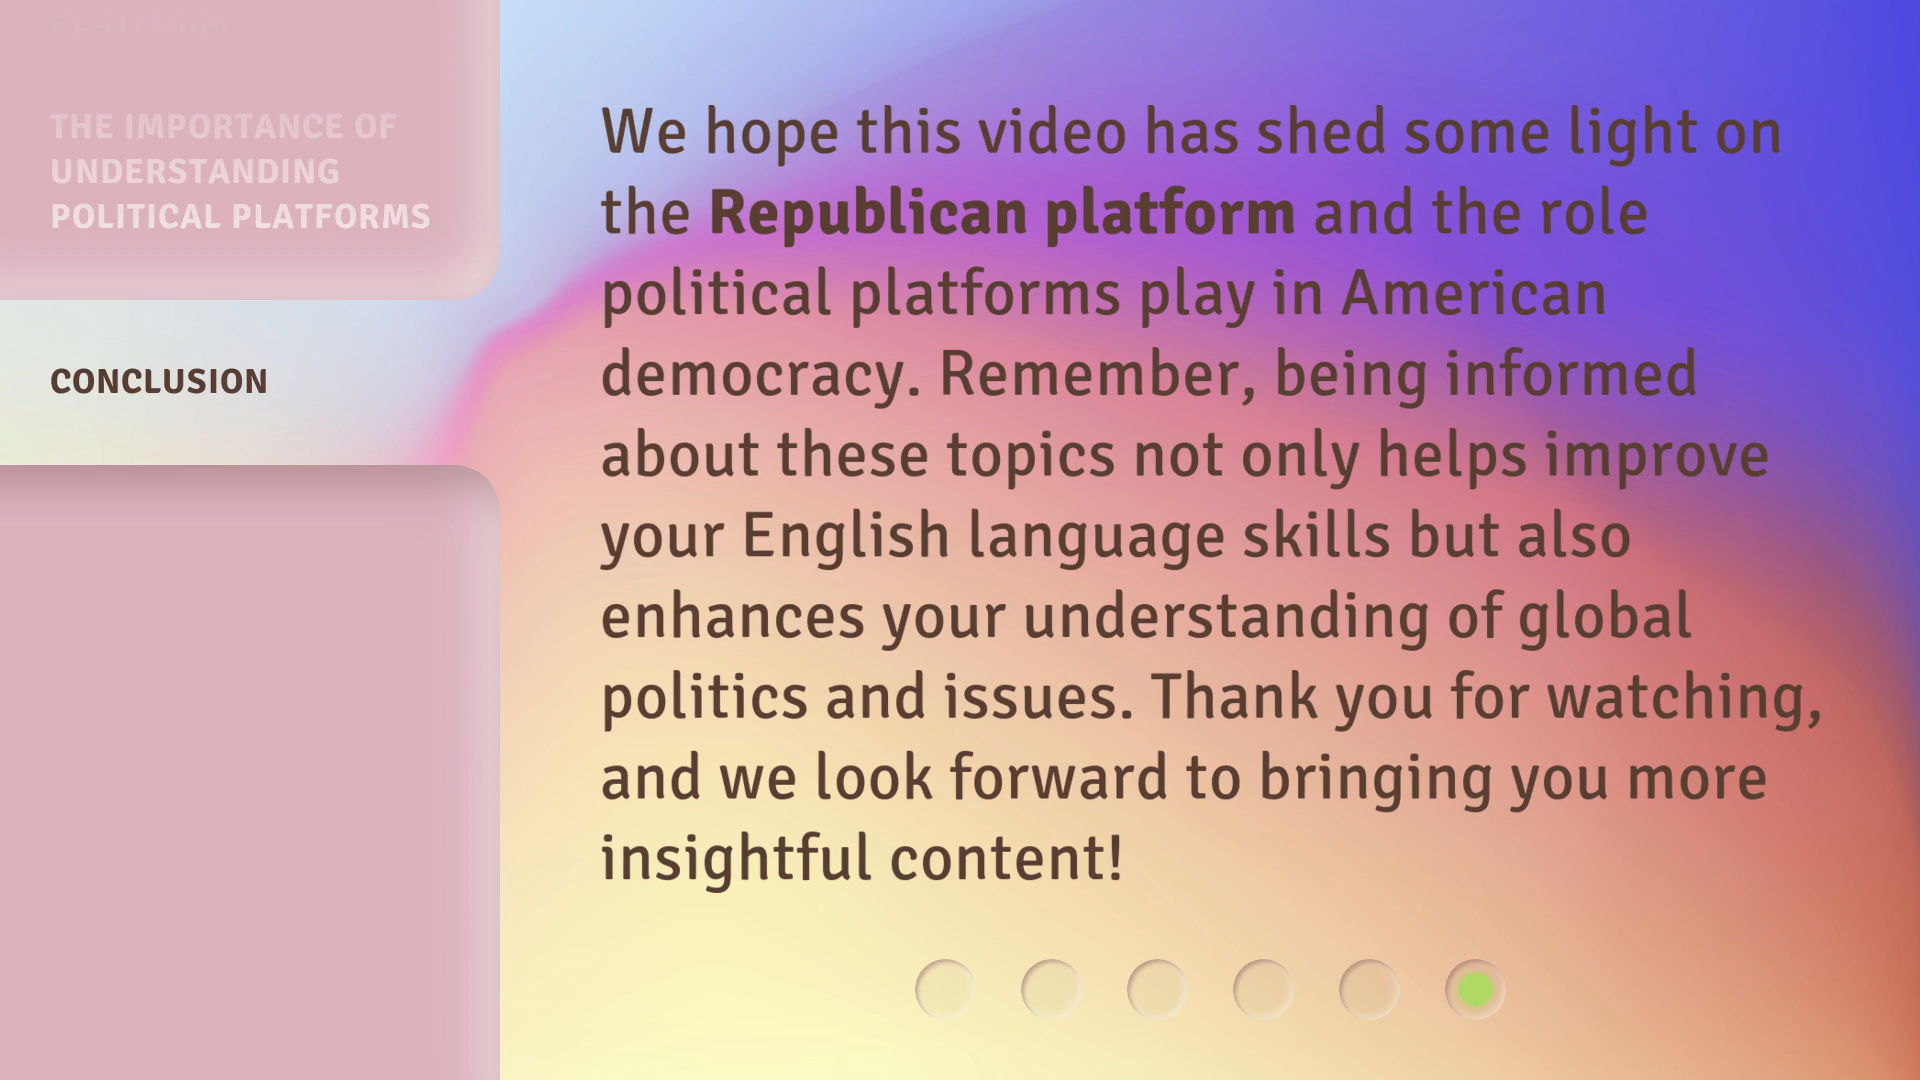 PLATFORM
THE IMPORTANCE OF
UNDERSTANDING
POLITICAL PLATFORMS
CONCLUSION
We hope this video has shed some light on
the Republican platform and the role
political platforms play in American
democracy. Remember, being informed
about these topics not only helps improve
your English language skills but also
enhances your understanding of global
politics and issues. Thank you for watching,
and we look forward to bringing you more
insightful content!